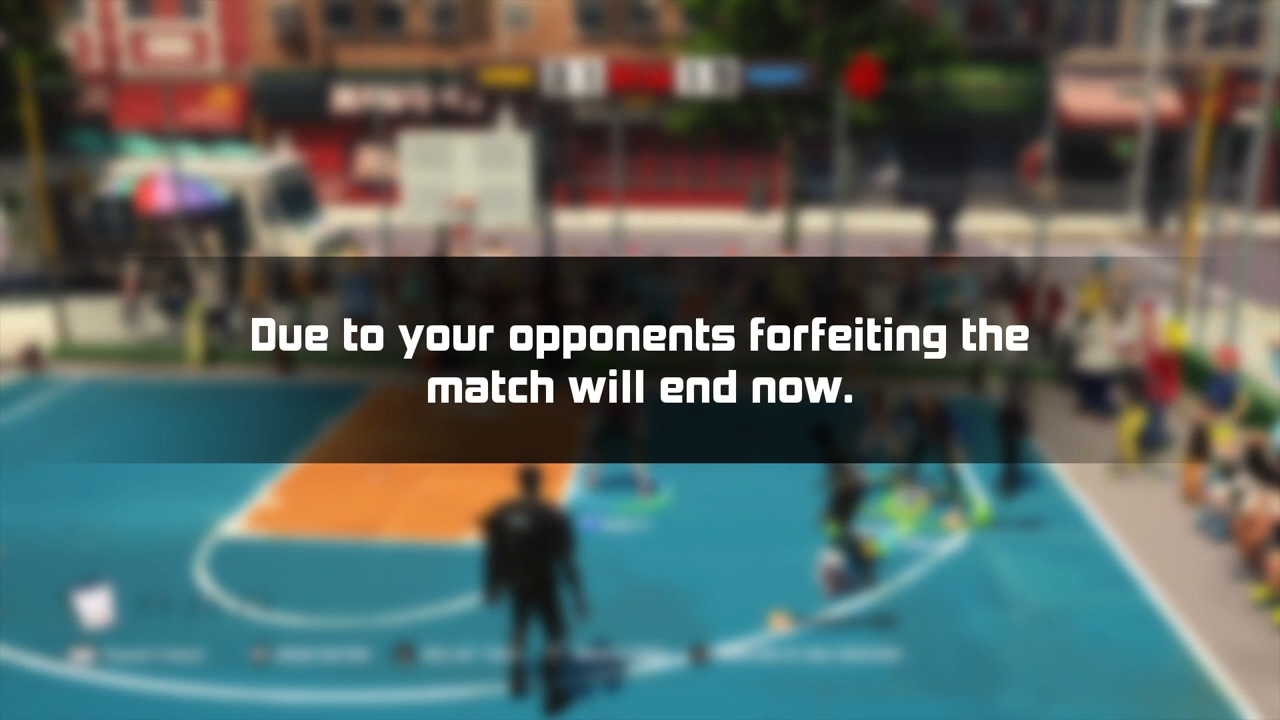 Due to your opponents forfeiting the
match will end now.